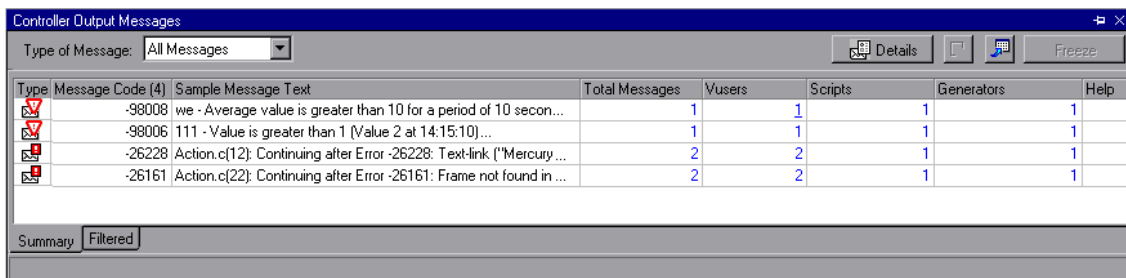 Controller Output Messages
Type of Message: All Messages Details Freeze
Type Message Code (4) Sample Message Text Total Messages Vusers Scripts Generators Help
-98008 we - Average value is greater than 10 for a period of 10 secon... 1 1 1 1
-98006 111 - Value is greater than 1 (Value 2 at 14:15:10)... 1 1 1 1
-26228 Action.c(12): Continuing after Error -26228: Text-link ("Mercury ... 2 2 1 1
-26161 Action.c(22): Continuing after Error -26161: Frame not found in ... 2 2 1 1
Summary Filtered